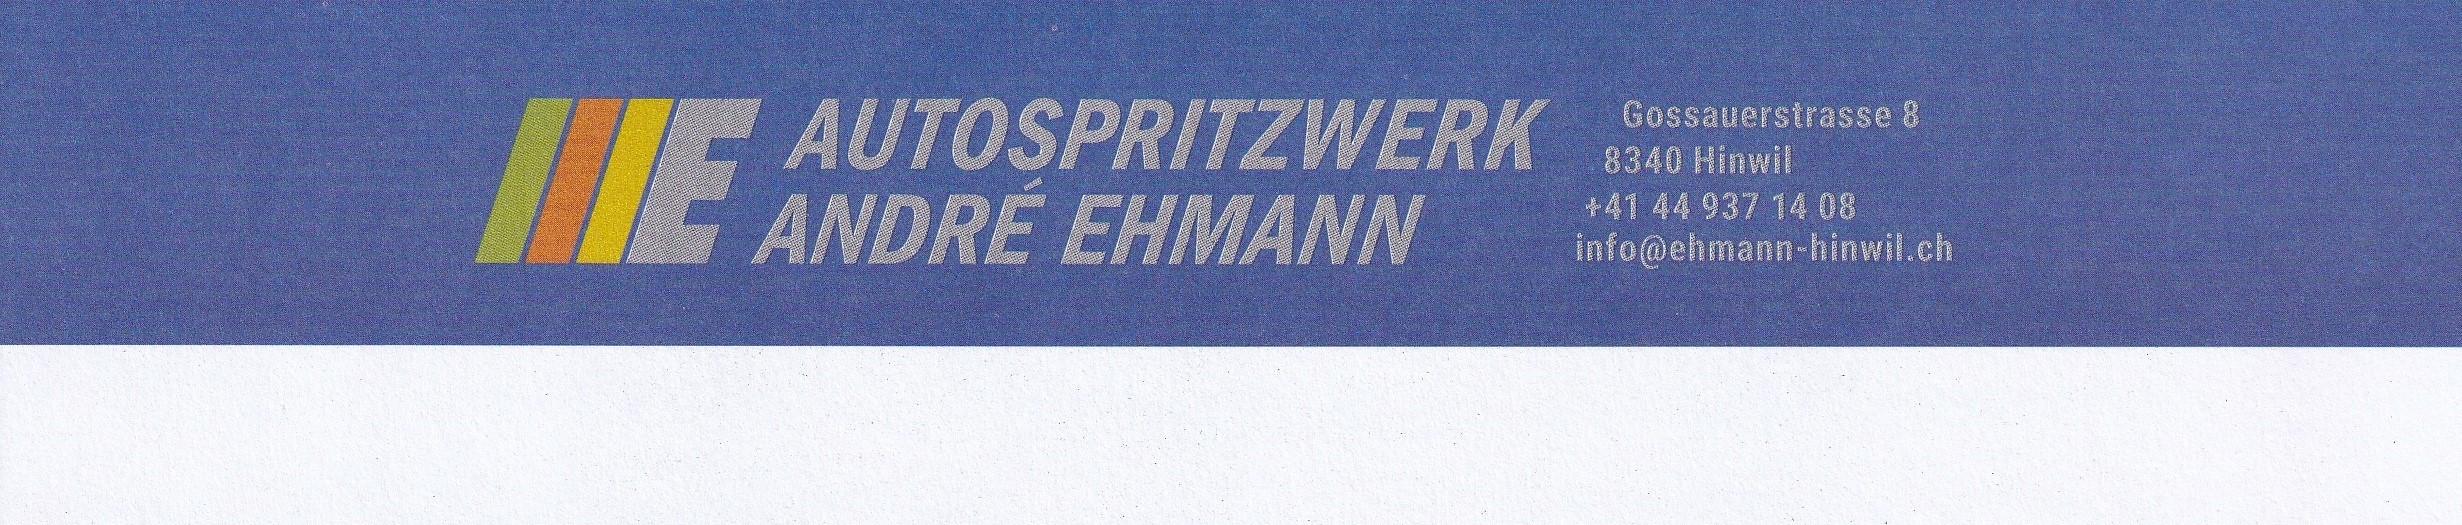 E AUTOSPRITZWERK
ANDRÉ EHMANN
Gossauerstrasse 8
8340 Hinwil
+41 44 937 14 08
info@ehmann-hinwil.ch